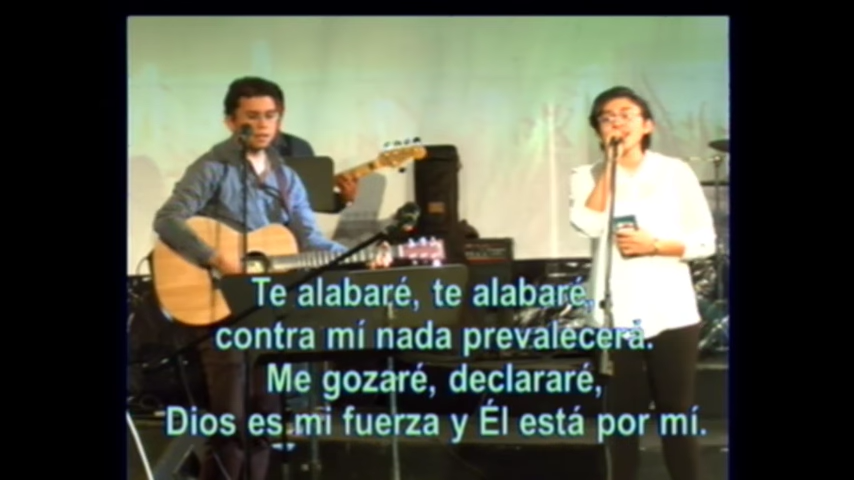 Te alabaré, te alabaré,
contra mí nada prevalecerá.
Me gozaré, declararé,
Dios es mi fuerza y Él está por mí.